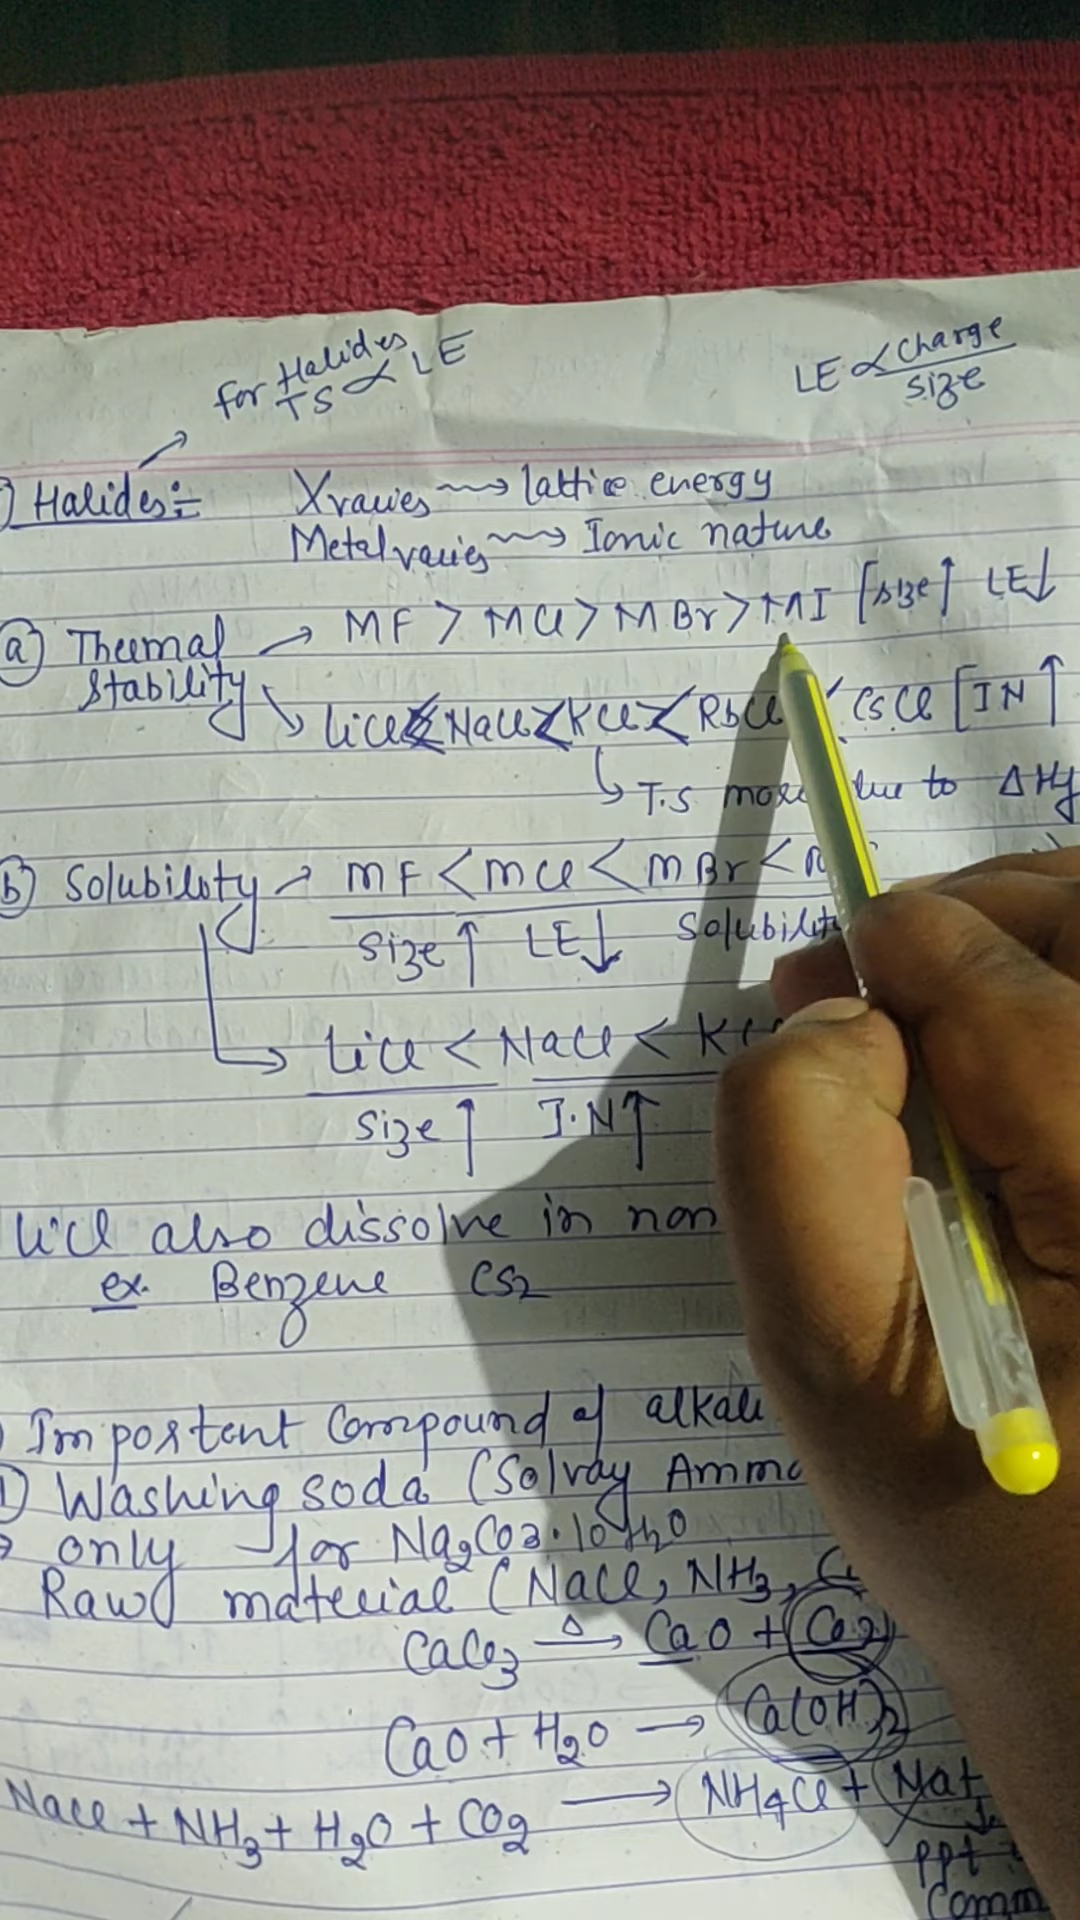 for Halides
TS ∝ LE
LE ∝ Charge/Size
Halides:-
X varies → lattice energy
Metal varies → Ionic nature
(a) Thermal Stability → MF > MCl > MBr > MI [Size↑ LE↓
LiCl < NaCl < KCl < RbCl CsCl [IN↑
T.S more due to ΔHf
(b) Solubility → MF < MCl < MBr <
Size↑ LE↓
LiCl < NaCl <
Size↑ I.N↑
LiCl also dissolve in non
ex. Benzene CS2
Important Compound of alkali
1) Washing soda (Solvay
→ only for Na2CO3·10H2O
Raw material (NaCl, NH3,
CaCO3 —Δ→ CaO + CO2
CaO + H2O → Ca(OH)2
NaCl + NH3 + H2O + CO2 → NH4Cl +
ppt